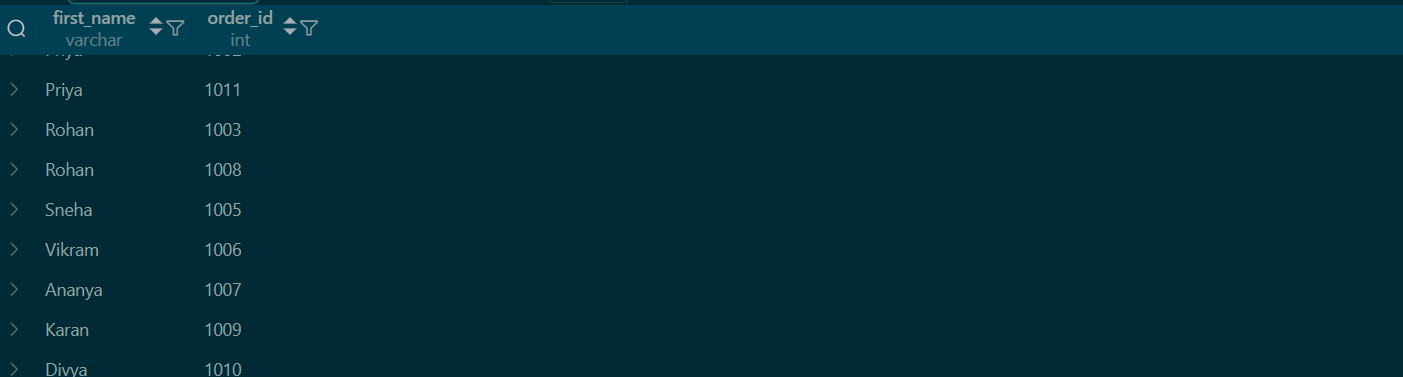 first_name order_id
varchar int
Priya 1011
Rohan 1003
Rohan 1008
Sneha 1005
Vikram 1006
Ananya 1007
Karan 1009
Divya 1010